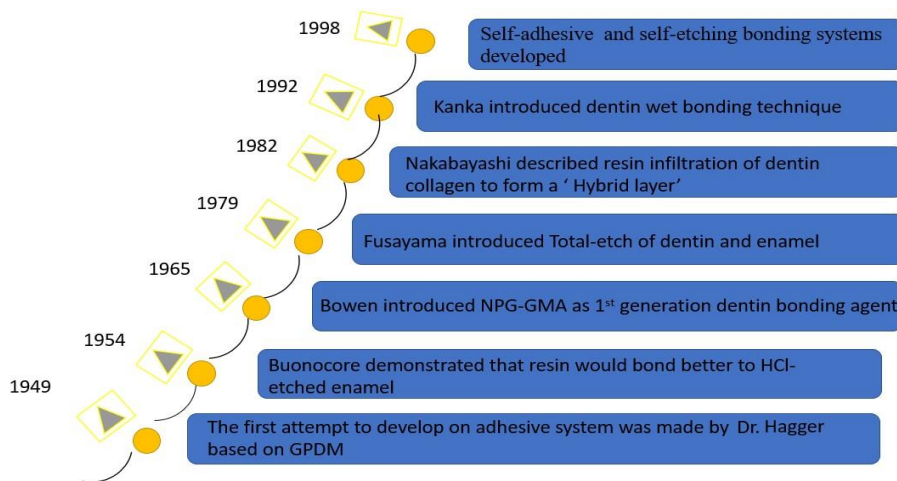 1998
Self-adhesive and self-etching bonding systems
developed
1992
Kanka introduced dentin wet bonding technique
1982
Nakabayashi described resin infiltration of dentin
collagen to form a ‘ Hybrid layer’
1979
Fusayama introduced Total-etch of dentin and enamel
1965
Bowen introduced NPG-GMA as 1st generation dentin bonding agent
1954
Buonocore demonstrated that resin would bond better to HCl-
etched enamel
1949
The first attempt to develop on adhesive system was made by Dr. Hagger
based on GPDM